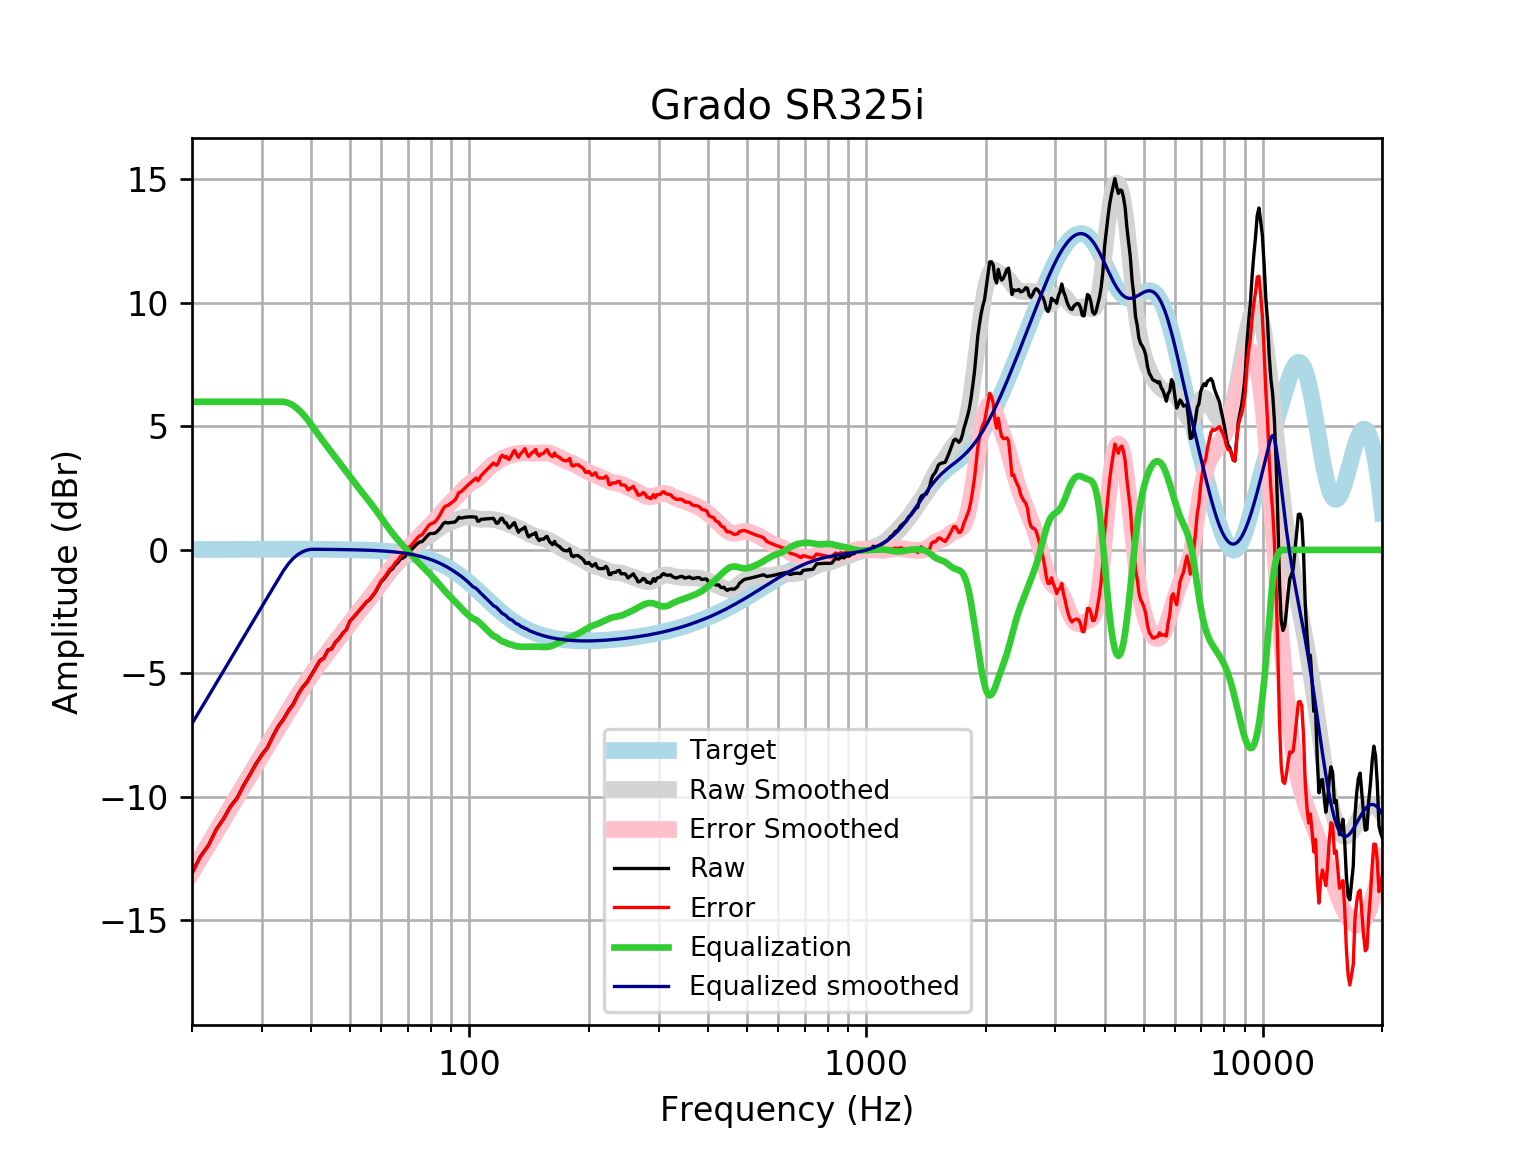 Grado SR325i
15
10
5
0
−5
−10
−15
Amplitude (dBr)
Target
Raw Smoothed
Error Smoothed
Raw
Error
Equalization
Equalized smoothed
100
1000
10000
Frequency (Hz)